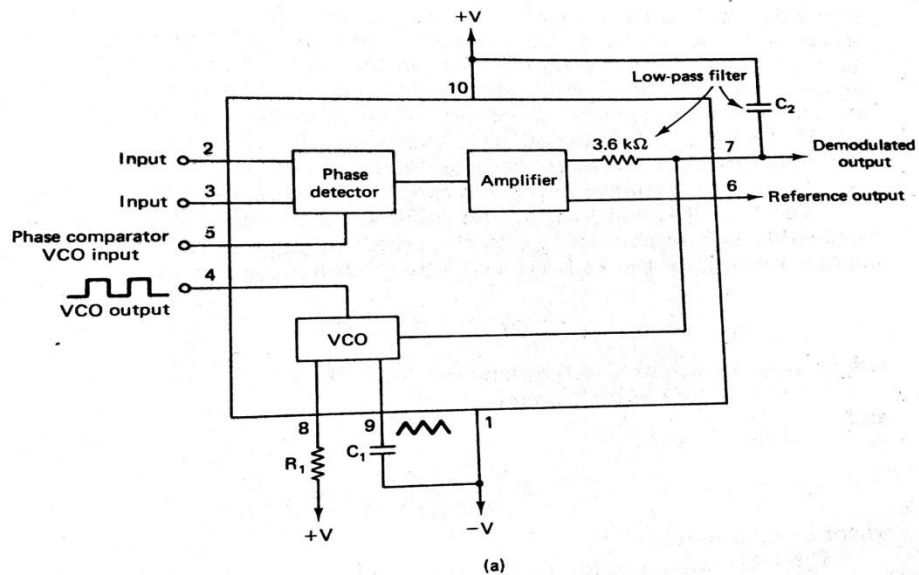 +V
Low-pass filter
10
C2
3.6 kΩ
2
Input
7
Demodulated output
Phase detector
Amplifier
3
Input
6
Reference output
5
Phase comparator
VCO input
4
VCO output
VCO
8
9
1
R1
C1
+V
−V
(a)